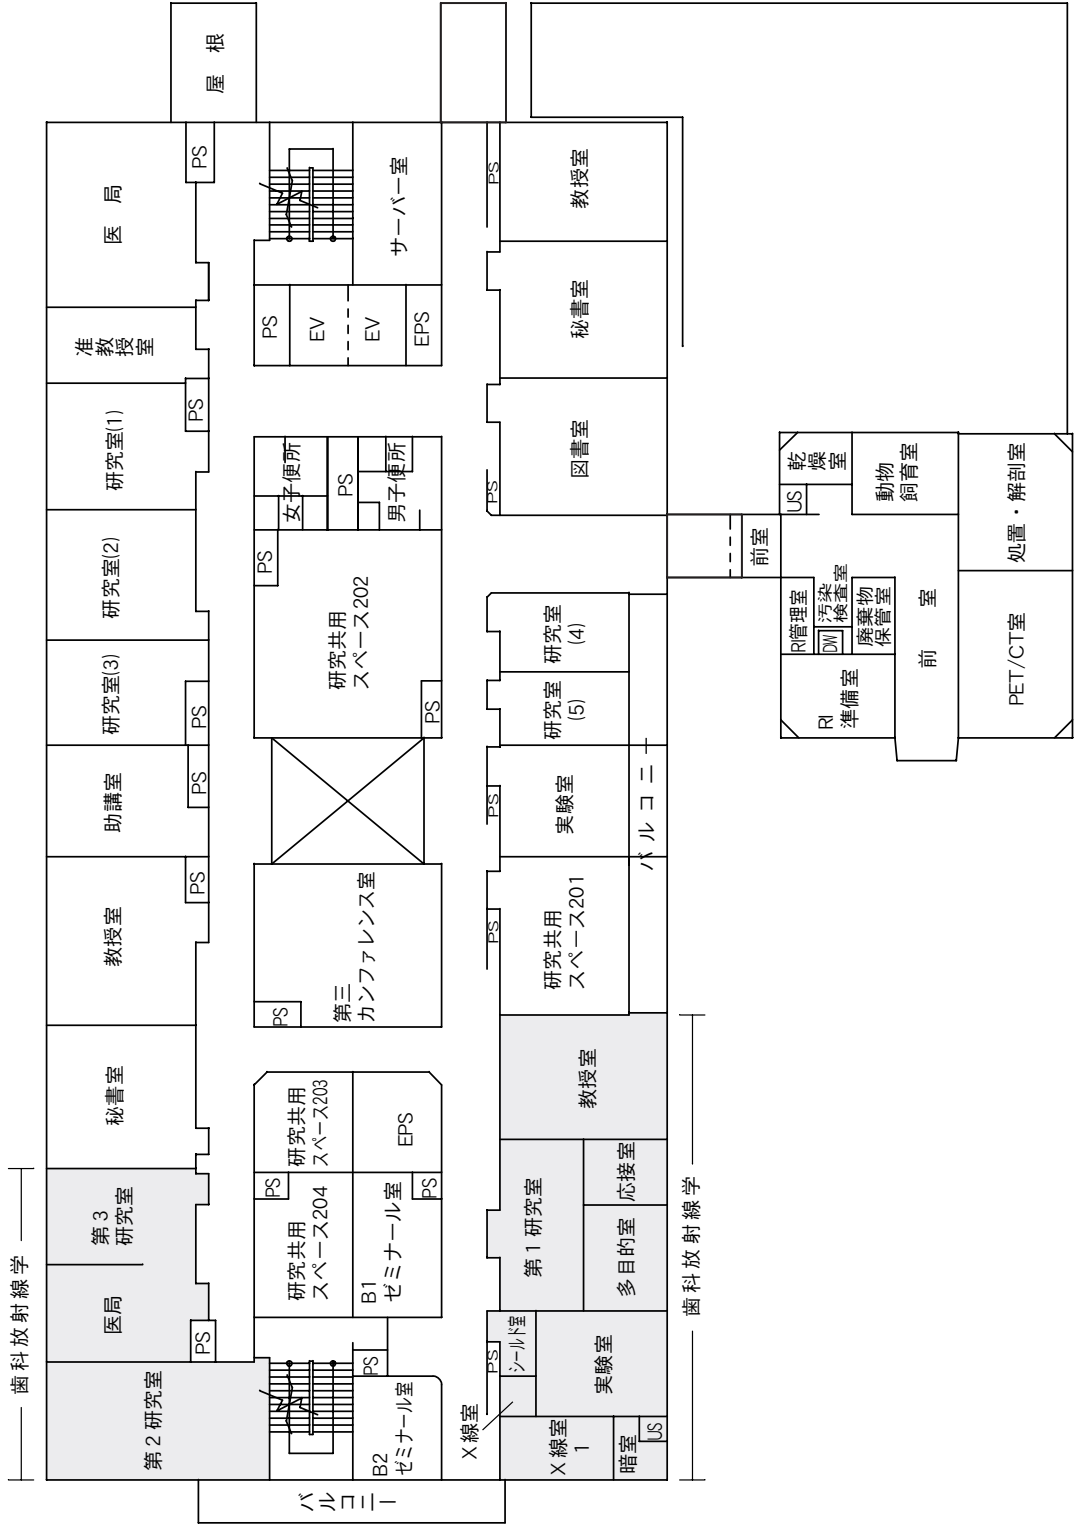 屋 根
医 局
PS
准教授室
研究室(1)
PS
研究室(2)
研究室(3)
PS
助講室
PS
教授室
PS
秘書室
第3
研究室
医局
PS
第2研究室
歯科放射線学
サーバー室
PS
EV
EV
EPS
女子便所
PS
男子便所
PS
研究共用
スペース202
PS
第三
カンファレンス室
PS
研究共用
スペース203
EPS
PS
研究共用
スペース204
PS
B1
ゼミナール室
PS
B2
ゼミナール室
バルコニー
PS
教授室
秘書室
図書室
PS
研究室
(4)
研究室
(5)
実験室
PS
バルコニー
研究共用
スペース201
PS
教授室
第1研究室
応接室
多目的室
シールド室
PS
実験室
X線室
X線室
1
暗室
US
歯科放射線学
乾燥室
US
動物
飼育室
処置・解剖室
前室
RI管理室
汚染
検査室
DW
廃棄物
保管室
前 室
RI
準備室
PET/CT室